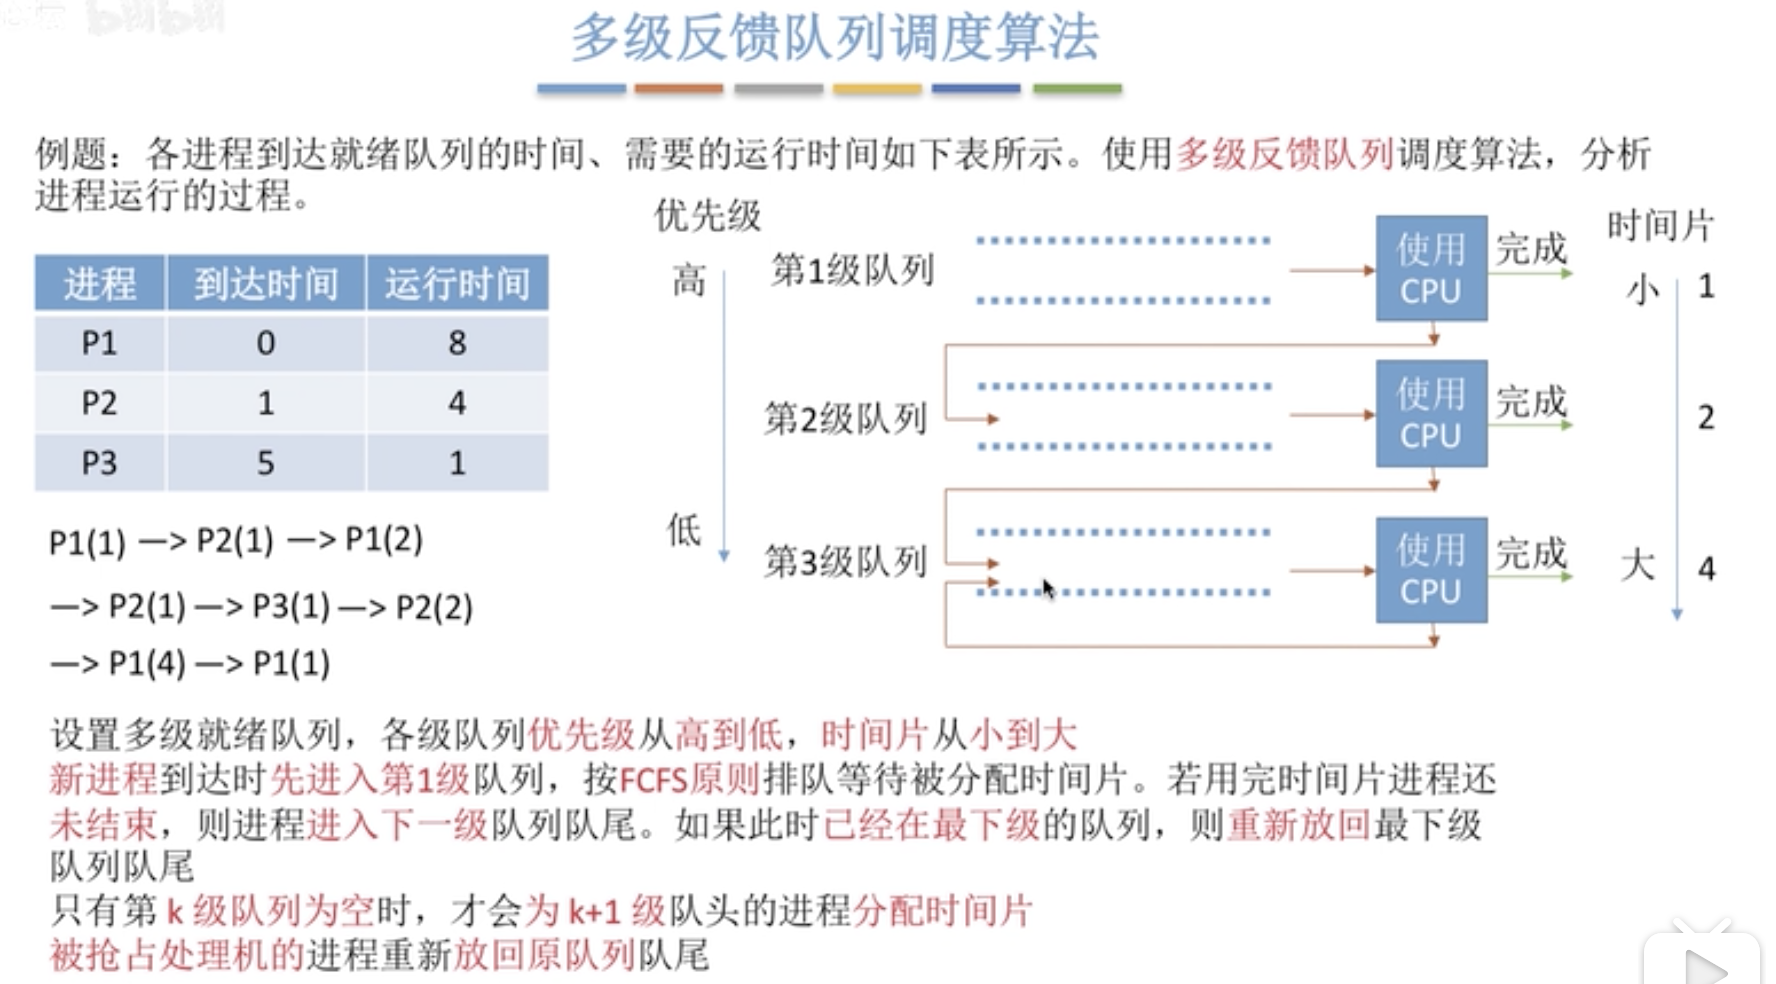 bilibili
多级反馈队列调度算法
例题：各进程到达就绪队列的时间、需要的运行时间如下表所示。使用多级反馈队列调度算法，分析
进程运行的过程。
进程 到达时间 运行时间
P1 0 8
P2 1 4
P3 5 1
P1(1) —> P2(1) —> P1(2)
—> P2(1) —> P3(1) —> P2(2)
—> P1(4) —> P1(1)
优先级
高
低
第1级队列
使用
CPU
完成
第2级队列
使用
CPU
完成
第3级队列
使用
CPU
完成
时间片
小 1
2
大 4
设置多级就绪队列，各级队列优先级从高到低，时间片从小到大
新进程到达时先进入第1级队列，按FCFS原则排队等待被分配时间片。若用完时间片进程还
未结束，则进程进入下一级队列队尾。如果此时已经在最下级的队列，则重新放回最下级
队列队尾
只有第 k 级队列为空时，才会为 k+1 级队头的进程分配时间片
被抢占处理机的进程重新放回原队列队尾